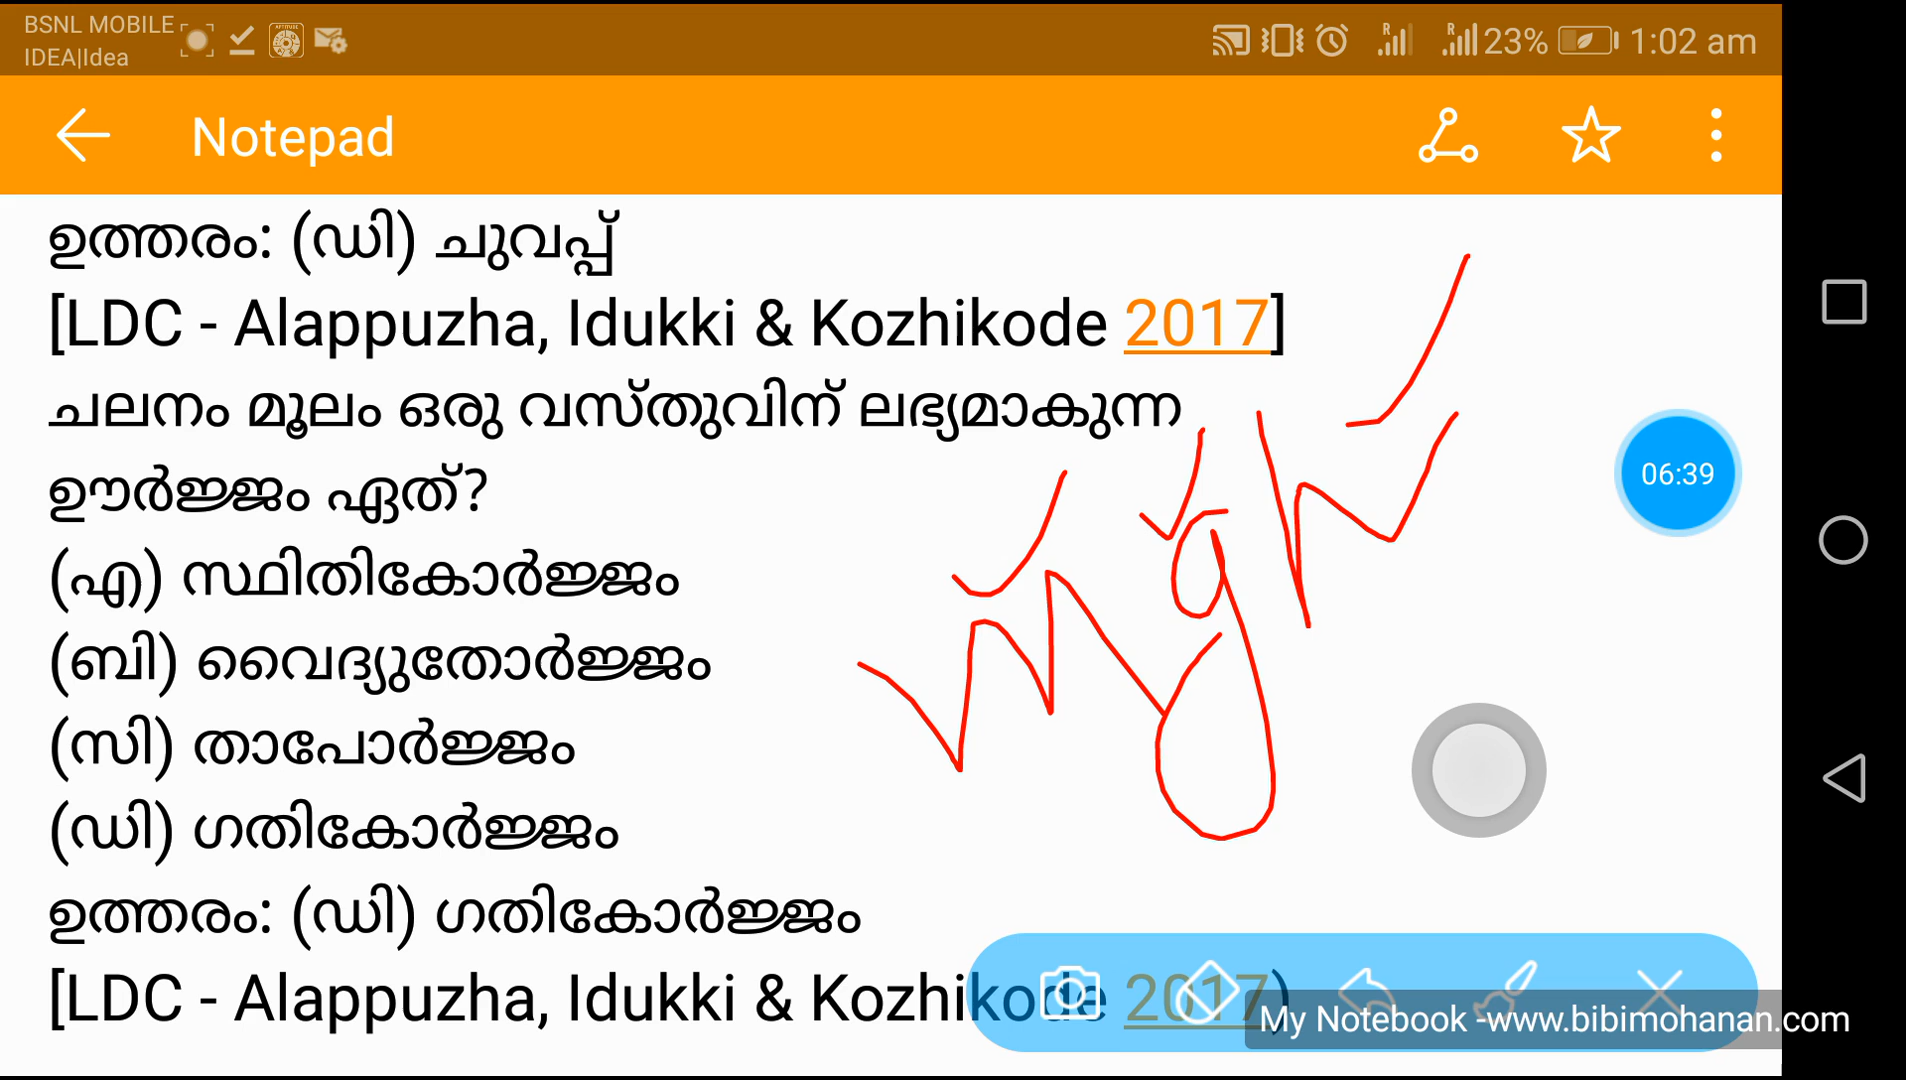 BSNL MOBILE
IDEA|Idea
23% 1:02 am
Notepad
ഉത്തരം: (ഡി) ചുവപ്പ്
[LDC - Alappuzha, Idukki & Kozhikode 2017]
ചലനം മൂലം ഒരു വസ്തുവിന് ലഭ്യമാകുന്ന
ഊർജ്ജം ഏത്?
(എ) സ്ഥിതികോർജ്ജം
(ബി) വൈദ്യുതോർജ്ജം
(സി) താപോർജ്ജം
(ഡി) ഗതികോർജ്ജം
mgh
06:39
ഉത്തരം: (ഡി) ഗതികോർജ്ജം
[LDC - Alappuzha, Idukki & Kozhikode 2017)
My Notebook -www.bibimohanan.com